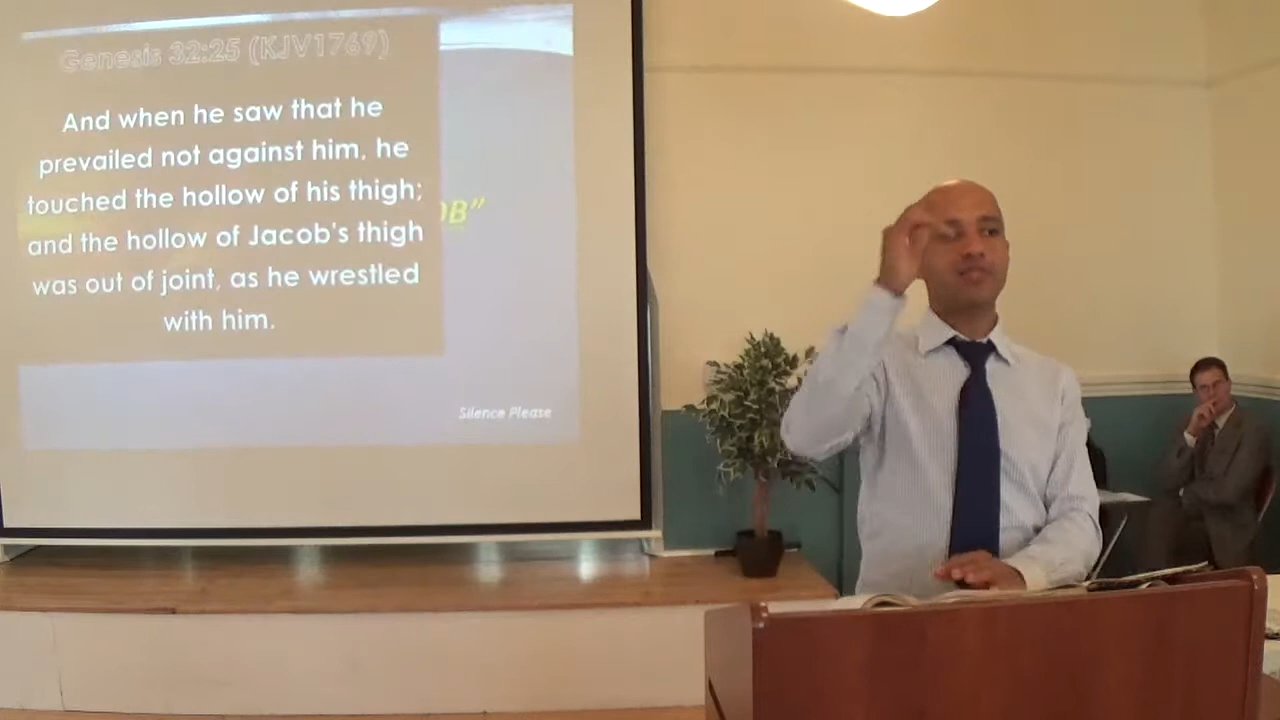 Genesis 32:25 (KJV1769)
And when he saw that he
prevailed not against him, he
touched the hollow of his thigh;
and the hollow of Jacob's thigh
was out of joint, as he wrestled
with him.
OB"
Silence Please